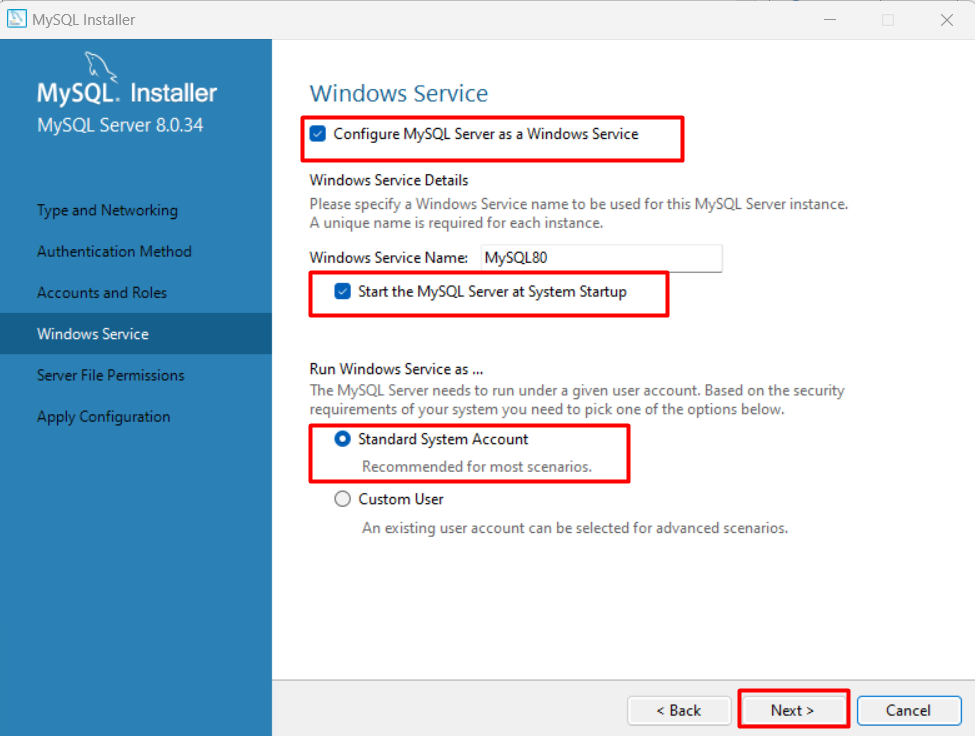 MySQL Installer
MySQL. Installer
MySQL Server 8.0.34
Type and Networking
Authentication Method
Accounts and Roles
Windows Service
Server File Permissions
Apply Configuration
Windows Service
Configure MySQL Server as a Windows Service
Windows Service Details
Please specify a Windows Service name to be used for this MySQL Server instance.
A unique name is required for each instance.
Windows Service Name: MySQL80
Start the MySQL Server at System Startup
Run Windows Service as ...
The MySQL Server needs to run under a given user account. Based on the security
requirements of your system you need to pick one of the options below.
Standard System Account
Recommended for most scenarios.
Custom User
An existing user account can be selected for advanced scenarios.
< Back
Next >
Cancel